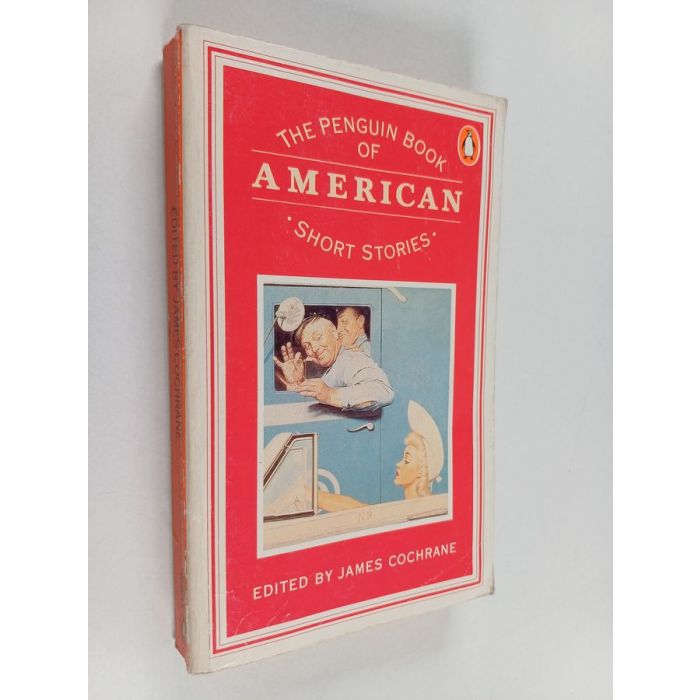 THE PENGUIN BOOK
OF
AMERICAN
· SHORT STORIES ·
N.R.
EDITED BY JAMES COCHRANE
EDITED BY JAMES COCHRANE